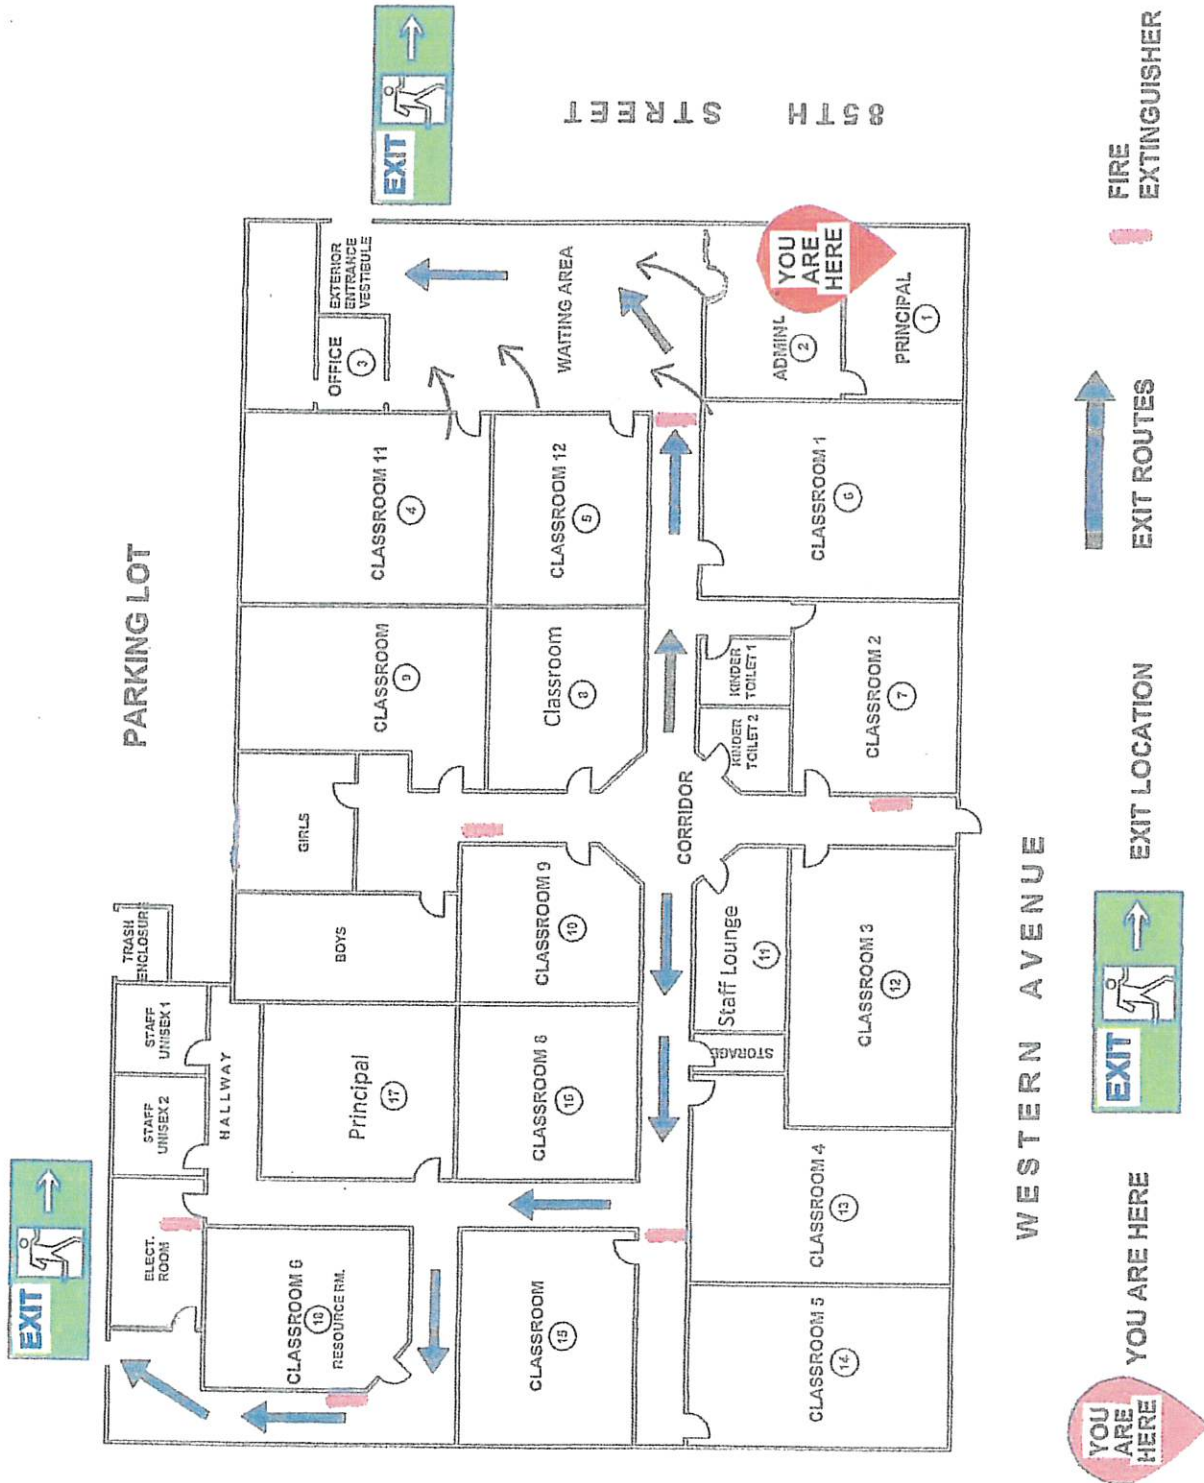 PARKING LOT
EXIT
EXIT
85TH STREET
WESTERN AVENUE
TRASH
ENCLOSURE
STAFF
UNISEX 1
STAFF
UNISEX 2
ELECT.
ROOM
HALLWAY
BOYS
GIRLS
CLASSROOM
9
CLASSROOM 11
4
OFFICE
3
EXTERIOR
ENTRANCE
VESTIBULE
CLASSROOM 6
18
RESOURCE RM.
Principal
17
CLASSROOM
15
CLASSROOM 8
16
CLASSROOM 9
10
Classroom
8
CLASSROOM 12
5
WAITING AREA
CORRIDOR
STORAGE
Staff Lounge
11
KINDER
TOILET 2
KINDER
TOILET 1
ADMINL
2
YOU
ARE
HERE
CLASSROOM 5
14
CLASSROOM 4
13
CLASSROOM 3
12
CLASSROOM 2
7
CLASSROOM 1
6
PRINCIPAL
1
YOU
ARE
HERE
YOU ARE HERE
EXIT
EXIT LOCATION
EXIT ROUTES
FIRE
EXTINGUISHER